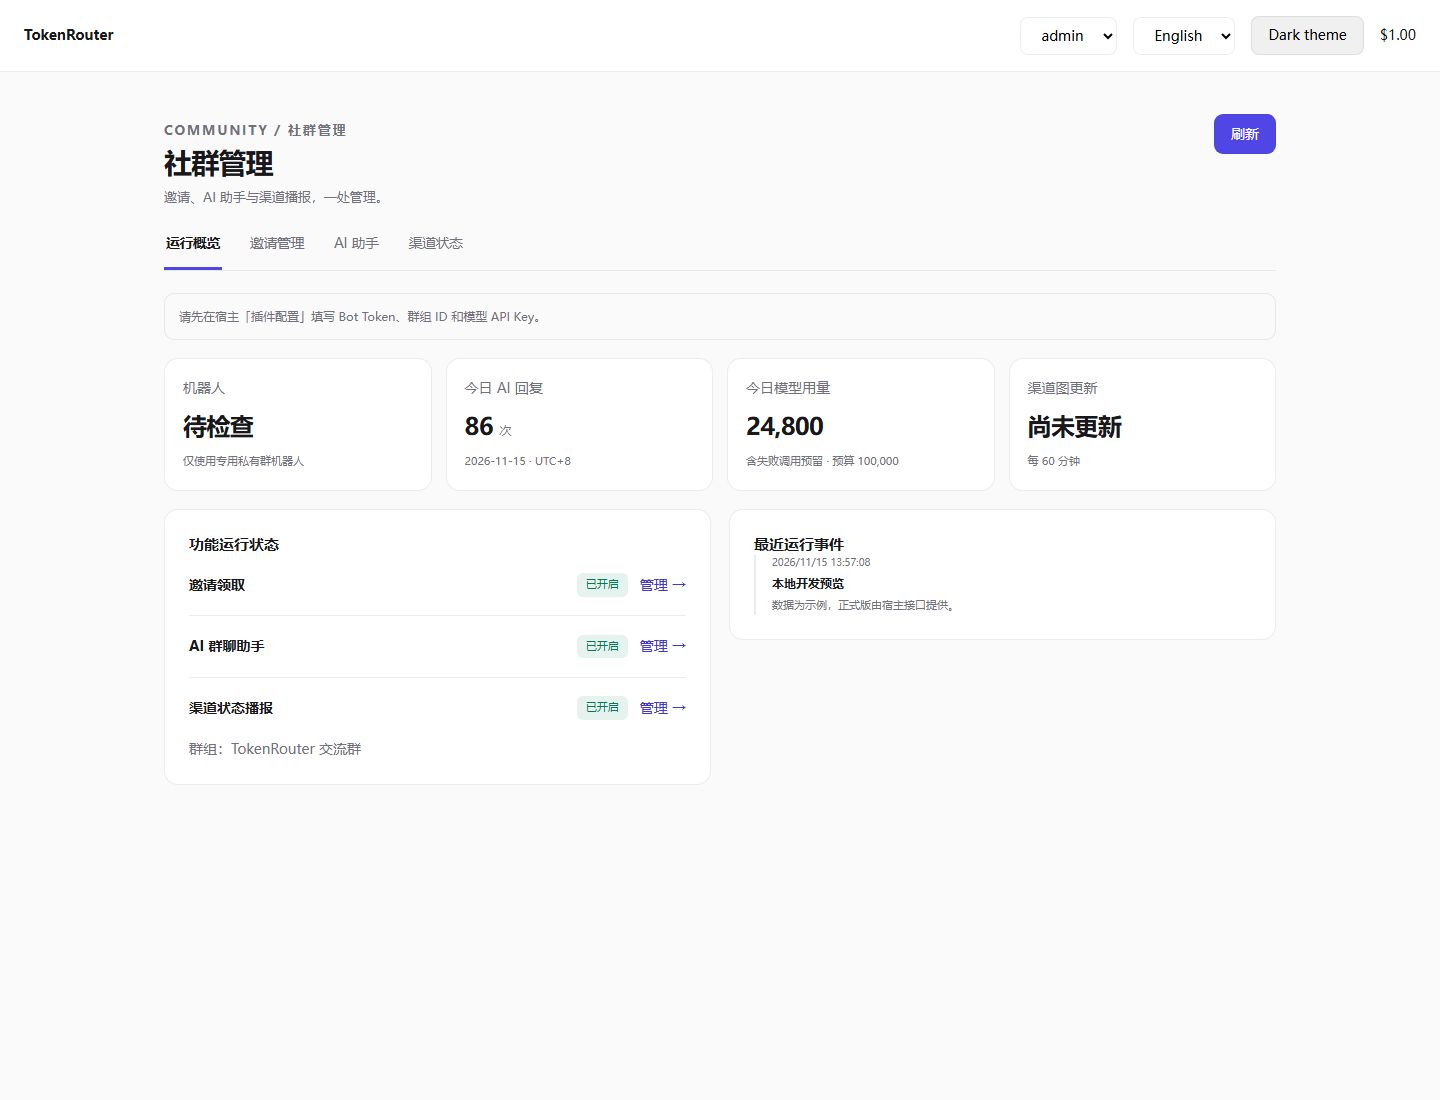 TokenRouter
admin
English
Dark theme
$1.00
COMMUNITY / 社群管理
社群管理
邀请、AI 助手与渠道播报，一处管理。
刷新
运行概览
邀请管理
AI 助手
渠道状态
请先在宿主「插件配置」填写 Bot Token、群组 ID 和模型 API Key。
机器人
待检查
仅使用专用私有群机器人
今日 AI 回复
86 次
2026-11-15 · UTC+8
今日模型用量
24,800
含失败调用预留 · 预算 100,000
渠道图更新
尚未更新
每 60 分钟
功能运行状态
邀请领取
已开启
管理 →
AI 群聊助手
已开启
管理 →
渠道状态播报
已开启
管理 →
群组：TokenRouter 交流群
最近运行事件
2026/11/15 13:57:08
本地开发预览
数据为示例，正式版由宿主接口提供。